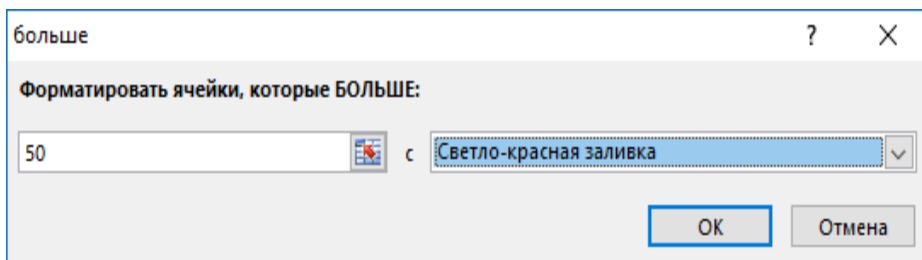 больше ?
Форматировать ячейки, которые БОЛЬШЕ:
50 с Светло-красная заливка
ОК Отмена